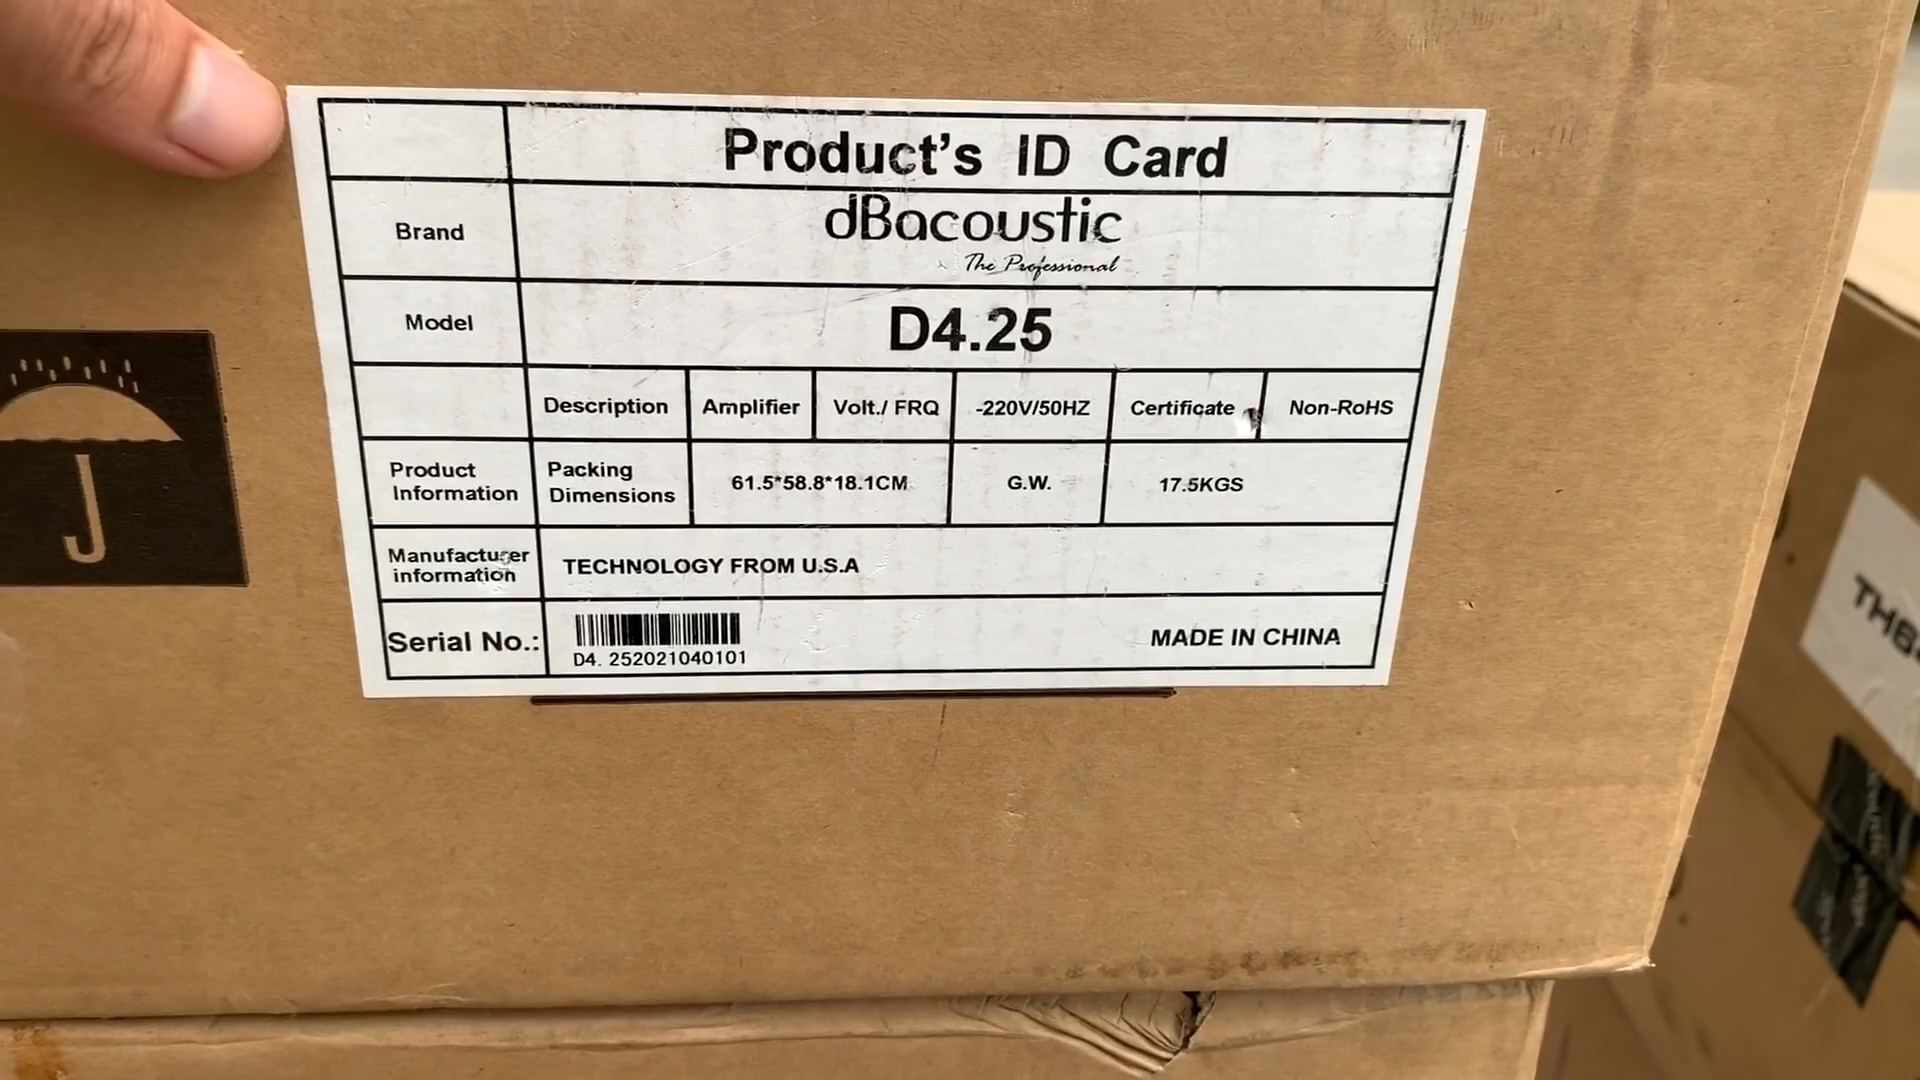 Product's ID Card
Brand
dBacoustic
The Professional
Model
D4.25
Description
Amplifier
Volt./ FRQ
-220V/50HZ
Certificate
Non-RoHS
Product
Information
Packing
Dimensions
61.5*58.8*18.1CM
G.W.
17.5KGS
Manufacturer
information
TECHNOLOGY FROM U.S.A
Serial No.:
D4. 252021040101
MADE IN CHINA